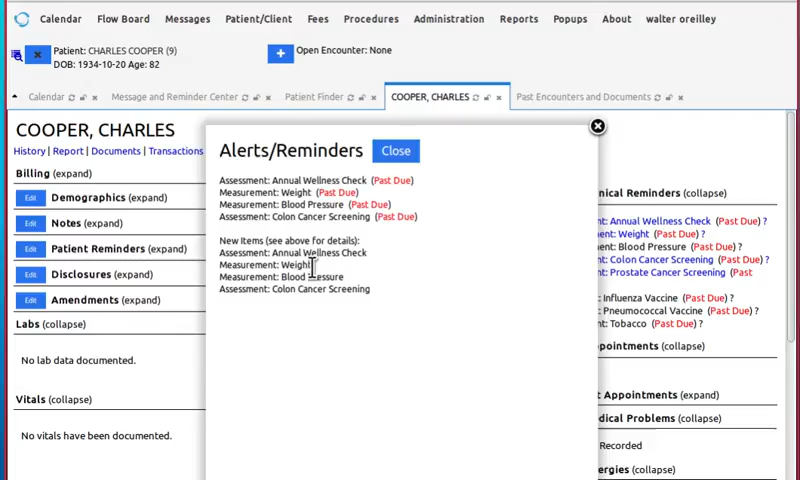 Calendar Flow Board Messages Patient/Client Fees Procedures Administration Reports Popups About walter oreilley
Patient: CHARLES COOPER (9)
DOB: 1934-10-20 Age: 82
Open Encounter: None
Calendar Message and Reminder Center Patient Finder COOPER, CHARLES Past Encounters and Documents
COOPER, CHARLES
History | Report | Documents | Transactions
Billing (expand)
Edit Demographics (expand)
Edit Notes (expand)
Edit Patient Reminders (expand)
Edit Disclosures (expand)
Edit Amendments (expand)
Labs (collapse)
No lab data documented.
Vitals (collapse)
No vitals have been documented.
Alerts/Reminders Close
Assessment: Annual Wellness Check (Past Due)
Measurement: Weight (Past Due)
Measurement: Blood Pressure (Past Due)
Assessment: Colon Cancer Screening (Past Due)
New Items (see above for details):
Assessment: Annual Wellness Check
Measurement: Weight
Measurement: Blood Pressure
Assessment: Colon Cancer Screening
nical Reminders (collapse)
nt: Annual Wellness Check (Past Due) ?
ent: Weight (Past Due) ?
ent: Blood Pressure (Past Due) ?
nt: Colon Cancer Screening (Past Due) ?
nt: Prostate Cancer Screening (Past
: Influenza Vaccine (Past Due) ?
: Pneumococcal Vaccine (Past Due) ?
nt: Tobacco (Past Due) ?
pointments (collapse)
t Appointments (expand)
dical Problems (collapse)
Recorded
ergies (collapse)